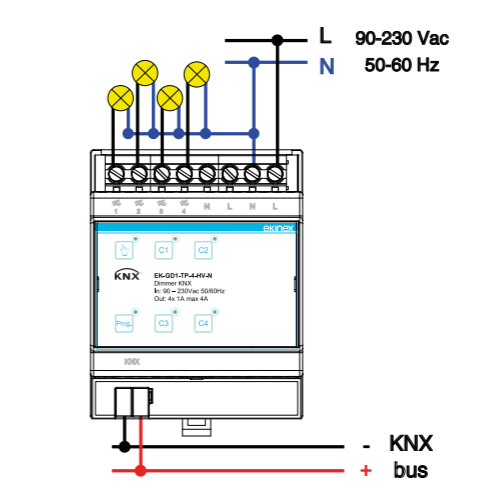 L 90-230 Vac
N 50-60 Hz
1 2 3 4 N L N L
ekinex
C1 C2
KNX
EK-GD1-TP-4-HV-N
Dimmer KNX
In: 90 – 230Vac 50/60Hz
Out: 4x 1A max 4A
Prog. C3 C4
KNX
- KNX
+ bus